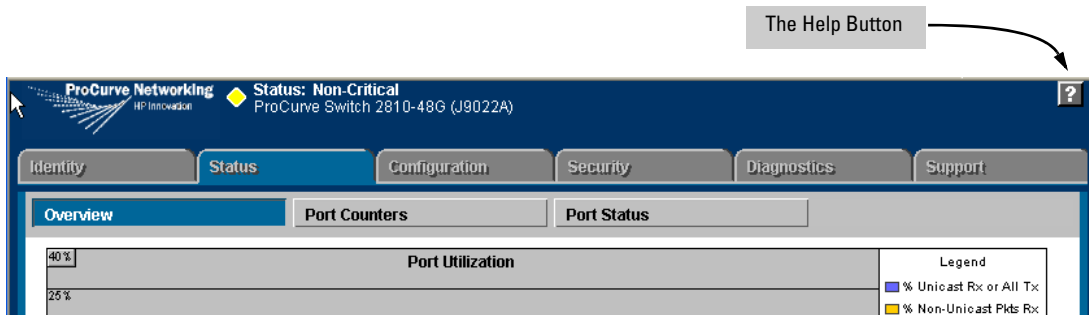 The Help Button
ProCurve Networking
HP Innovation
Status: Non-Critical
ProCurve Switch 2810-48G (J9022A)
?
Identity
Status
Configuration
Security
Diagnostics
Support
Overview
Port Counters
Port Status
40 %
Port Utilization
Legend
25 %
% Unicast Rx or All Tx
% Non-Unicast Pkts Rx